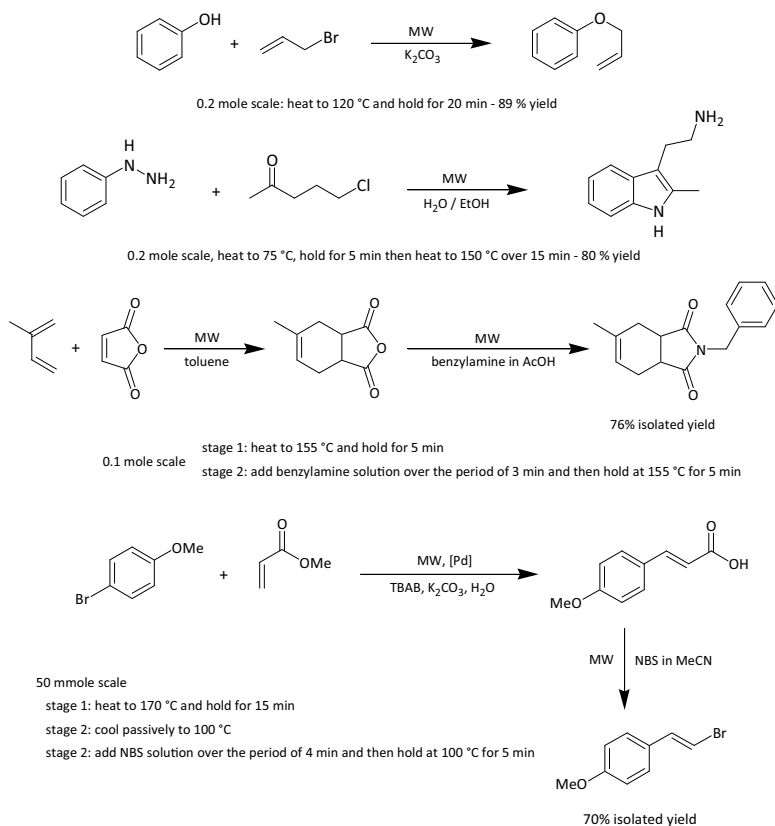 OH
+
Br
MW
K2CO3
O
0.2 mole scale: heat to 120 °C and hold for 20 min - 89 % yield
H
N
NH2
+
O
Cl
MW
H2O / EtOH
NH2
N
H
0.2 mole scale, heat to 75 °C, hold for 5 min then heat to 150 °C over 15 min - 80 % yield
+
O
O
O
MW
toluene
O
O
O
MW
benzylamine in AcOH
O
N
O
76% isolated yield
0.1 mole scale
stage 1: heat to 155 °C and hold for 5 min
stage 2: add benzylamine solution over the period of 3 min and then hold at 155 °C for 5 min
Br
OMe
+
O
OMe
MW, [Pd]
TBAB, K2CO3, H2O
MeO
O
OH
MW
NBS in MeCN
50 mmole scale
stage 1: heat to 170 °C and hold for 15 min
stage 2: cool passively to 100 °C
stage 2: add NBS solution over the period of 4 min and then hold at 100 °C for 5 min
MeO
Br
70% isolated yield